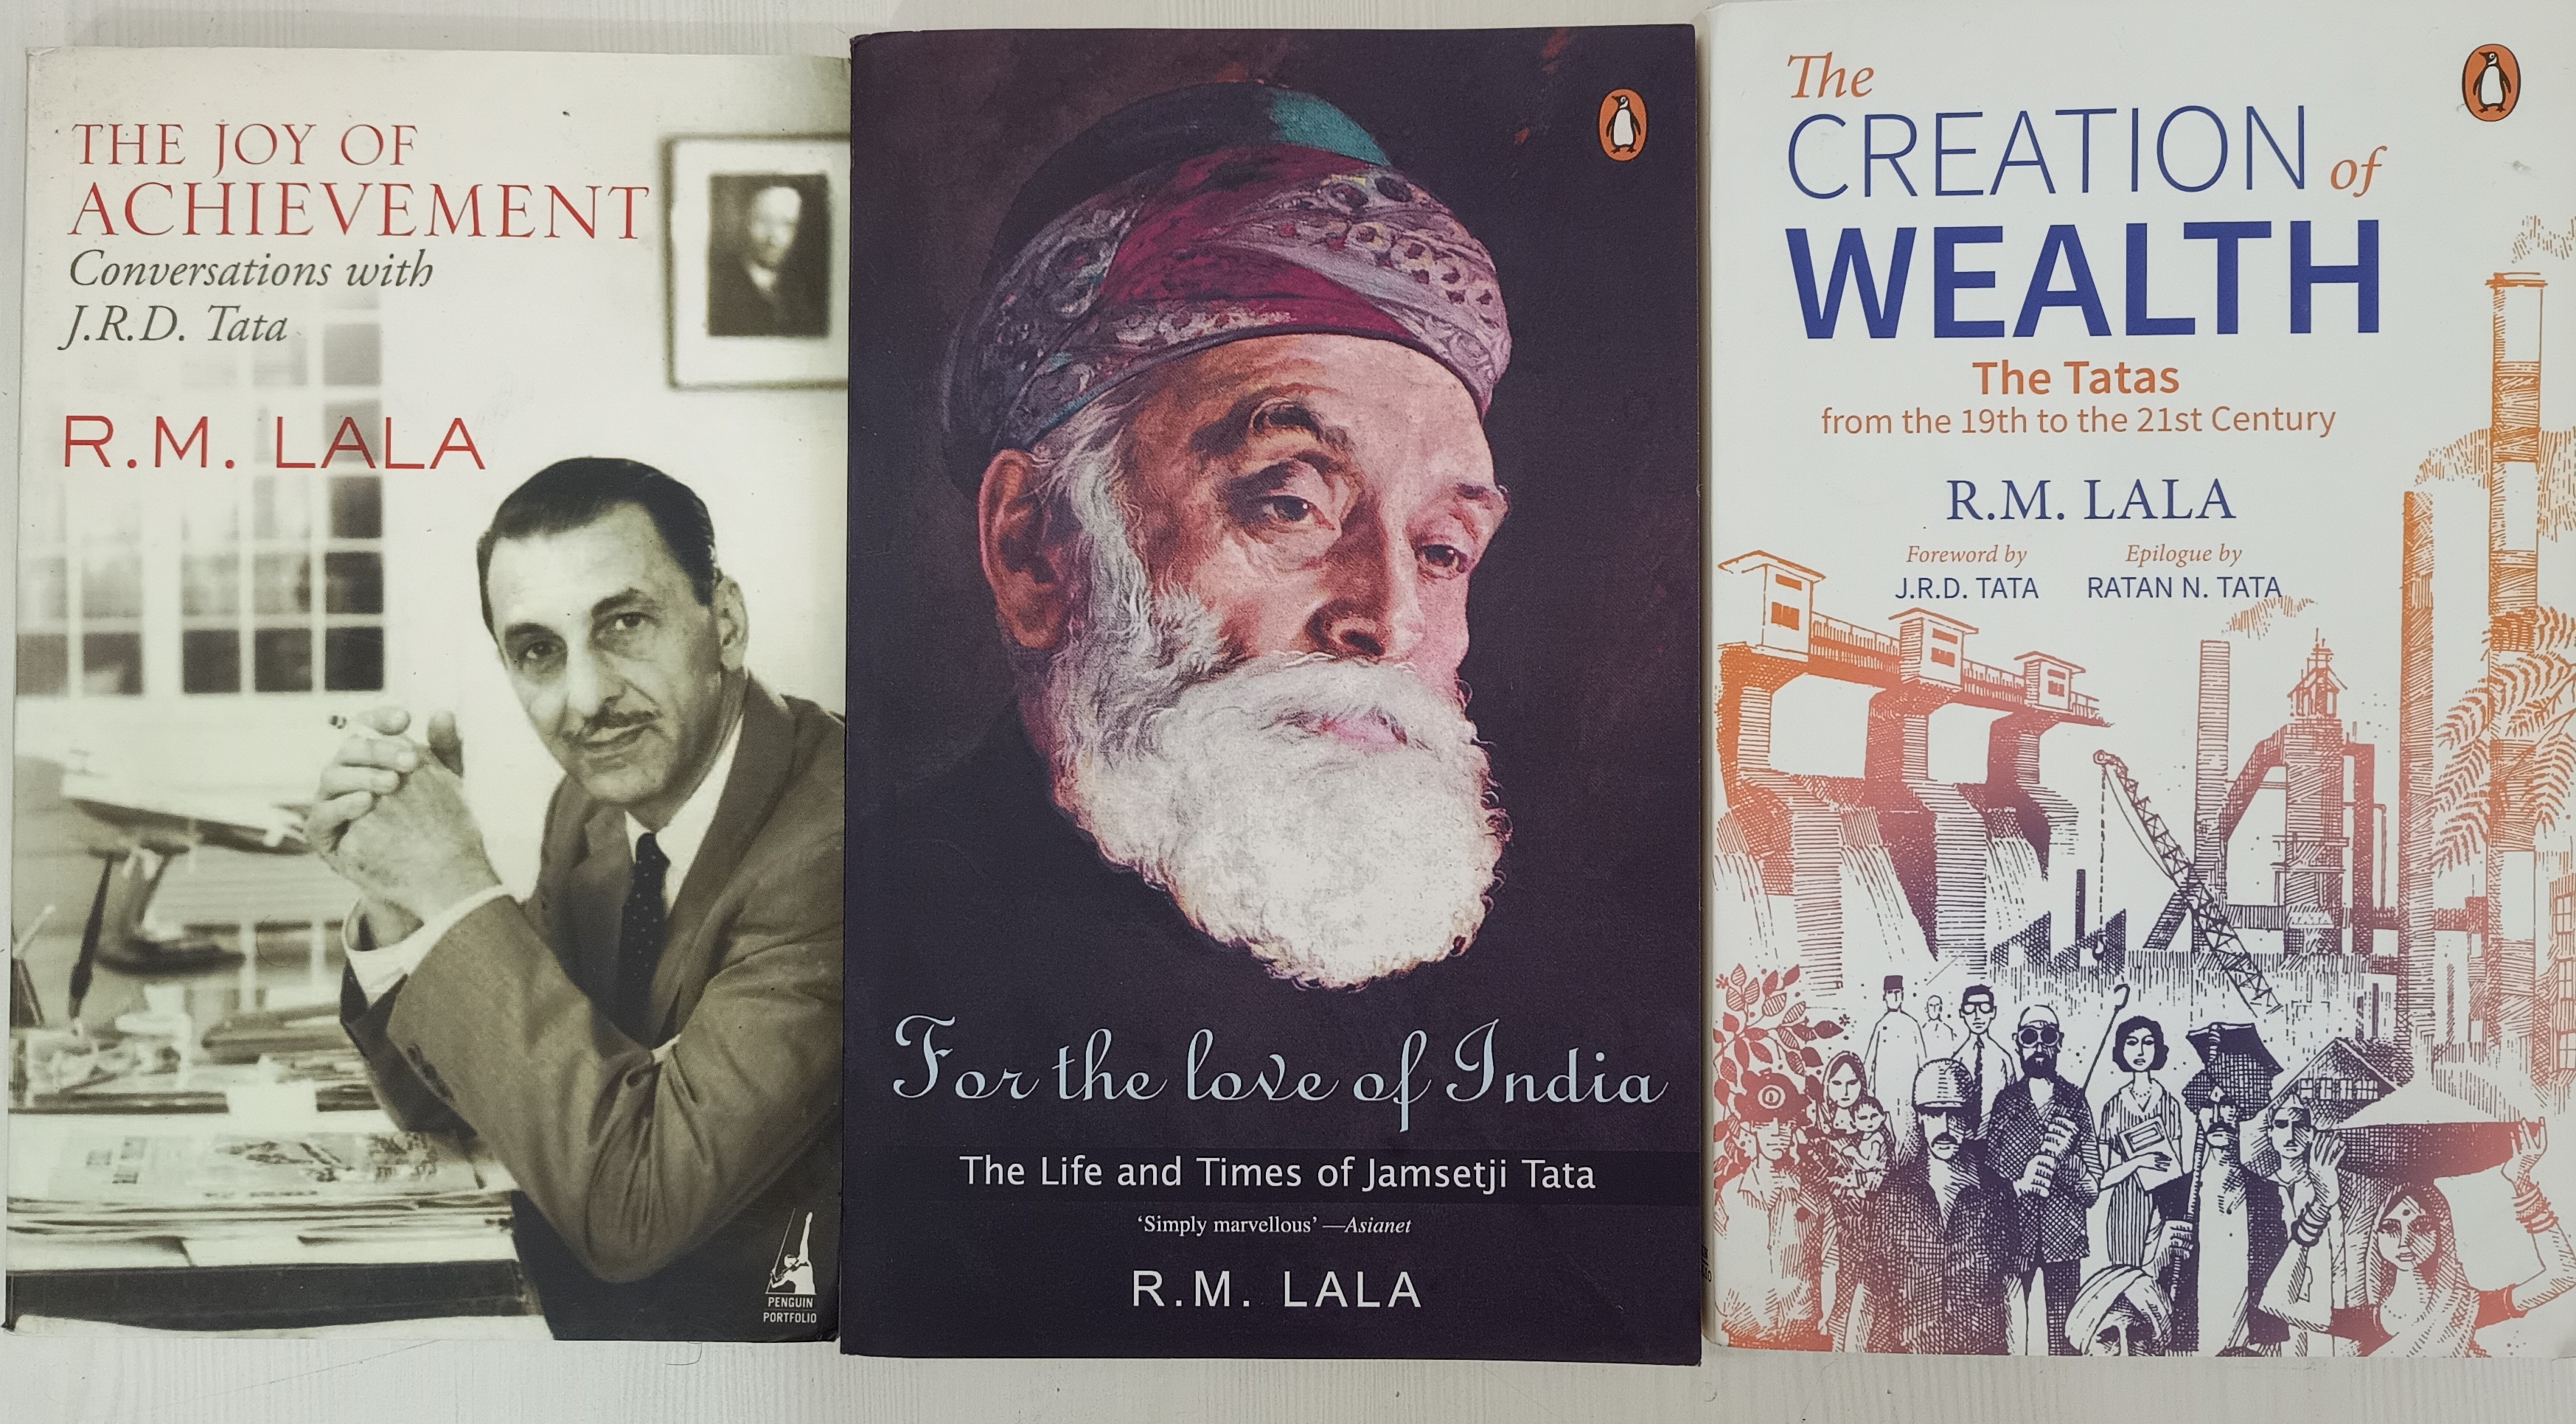 THE JOY OF
ACHIEVEMENT
Conversations with
J.R.D. Tata
R.M. LALA
PENGUIN
PORTFOLIO
For the love of India
The Life and Times of Jamsetji Tata
‘Simply marvellous’ —Asianet
R.M. LALA
The
CREATION of
WEALTH
The Tatas
from the 19th to the 21st Century
R.M. LALA
Foreword by
J.R.D. TATA
Epilogue by
RATAN N. TATA